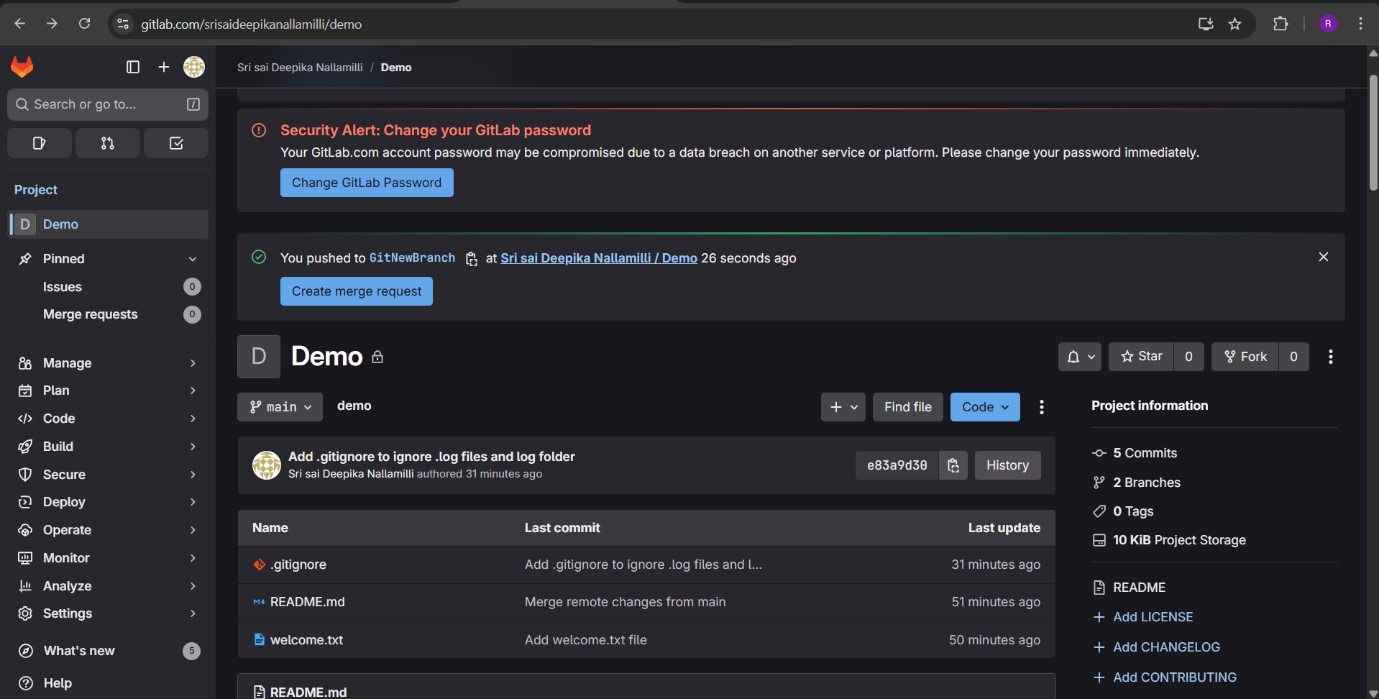 gitlab.com/srisaideepikanallamilli/demo
R
Sri sai Deepika Nallamilli / Demo
Search or go to...
/
Security Alert: Change your GitLab password
Your GitLab.com account password may be compromised due to a data breach on another service or platform. Please change your password immediately.
Change GitLab Password
Project
D Demo
Pinned
Issues 0
Merge requests 0
Manage
Plan
Code
Build
Secure
Deploy
Operate
Monitor
Analyze
Settings
What's new 5
Help
You pushed to GitNewBranch at Sri sai Deepika Nallamilli / Demo 26 seconds ago
Create merge request
D Demo
Star 0 Fork 0
main demo
Find file Code
Add .gitignore to ignore .log files and log folder
Sri sai Deepika Nallamilli authored 31 minutes ago
e83a9d30 History
Name Last commit Last update
.gitignore Add .gitignore to ignore .log files and l... 31 minutes ago
README.md Merge remote changes from main 51 minutes ago
welcome.txt Add welcome.txt file 50 minutes ago
README.md
Project information
5 Commits
2 Branches
0 Tags
10 KiB Project Storage
README
+ Add LICENSE
+ Add CHANGELOG
+ Add CONTRIBUTING